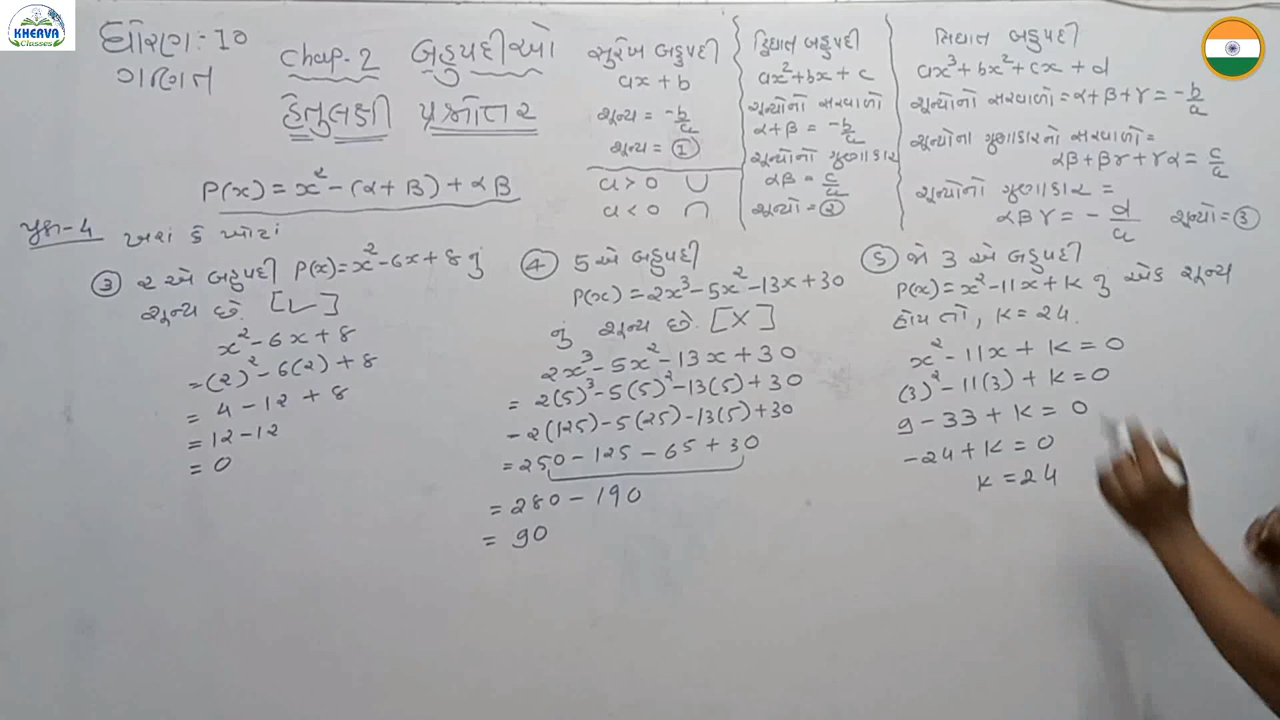 KHERVA
Classes
ધોરણ:-10
ગણિત
Chap-2 બહુપદીઓ
હેતુલક્ષી પ્રશ્નોત્તર
P(x) = x² - (α + β) + αβ
સુરેખ બહુપદી
ax + b
શૂન્ય = -b/a
શૂન્ય = ①
a > 0 ∪
a < 0 ∩
દ્વિઘાત બહુપદી
ax² + bx + c
શૂન્યોનો સરવાળો
α + β = -b/a
શૂન્યોનો ગુણાકાર
αβ = c/a
શૂન્યો = ②
ત્રિઘાત બહુપદી
ax³ + bx² + cx + d
શૂન્યોનો સરવાળો = α + β + γ = -b/a
શૂન્યોના ગુણાકારનો સરવાળો =
αβ + βγ + γα = c/a
શૂન્યોનો ગુણાકાર =
αβγ = - d/a શૂન્યો = ③
પ્રશ્ન-4 ખરાં કે ખોટાં
③ 2 એ બહુપદી P(x) = x² - 6x + 8 નું
શૂન્ય છે. [✓]
x² - 6x + 8
= (2)² - 6(2) + 8
= 4 - 12 + 8
= 12 - 12
= 0
④ 5 એ બહુપદી
P(x) = 2x³ - 5x² - 13x + 30
નું શૂન્ય છે. [X]
2x³ - 5x² - 13x + 30
= 2(5)³ - 5(5)² - 13(5) + 30
- 2(125) - 5(25) - 13(5) + 30
= 250 - 125 - 65 + 30
= 280 - 190
= 90
⑤ જો 3 એ બહુપદી
P(x) = x² - 11x + k નું એક શૂન્ય
હોય તો, k = 24.
x² - 11x + k = 0
(3)² - 11(3) + k = 0
9 - 33 + k = 0
-24 + k = 0
k = 24